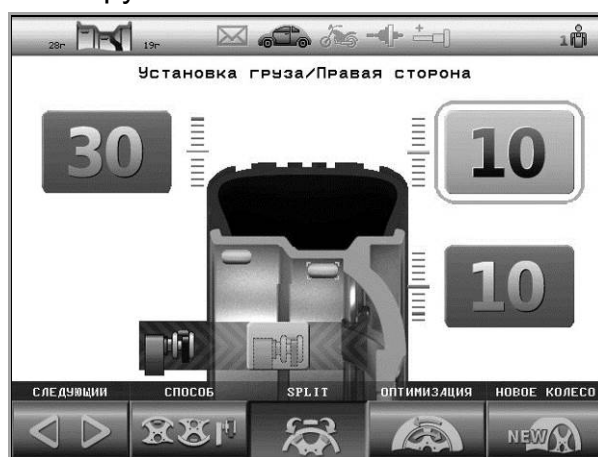 28г 19г 1
Установка груза/Правая сторона
30 10
10
СЛЕДУЮЩИЙ СПОСОБ SPLIT ОПТИМИЗАЦИЯ НОВОЕ КОЛЕСО
NEW